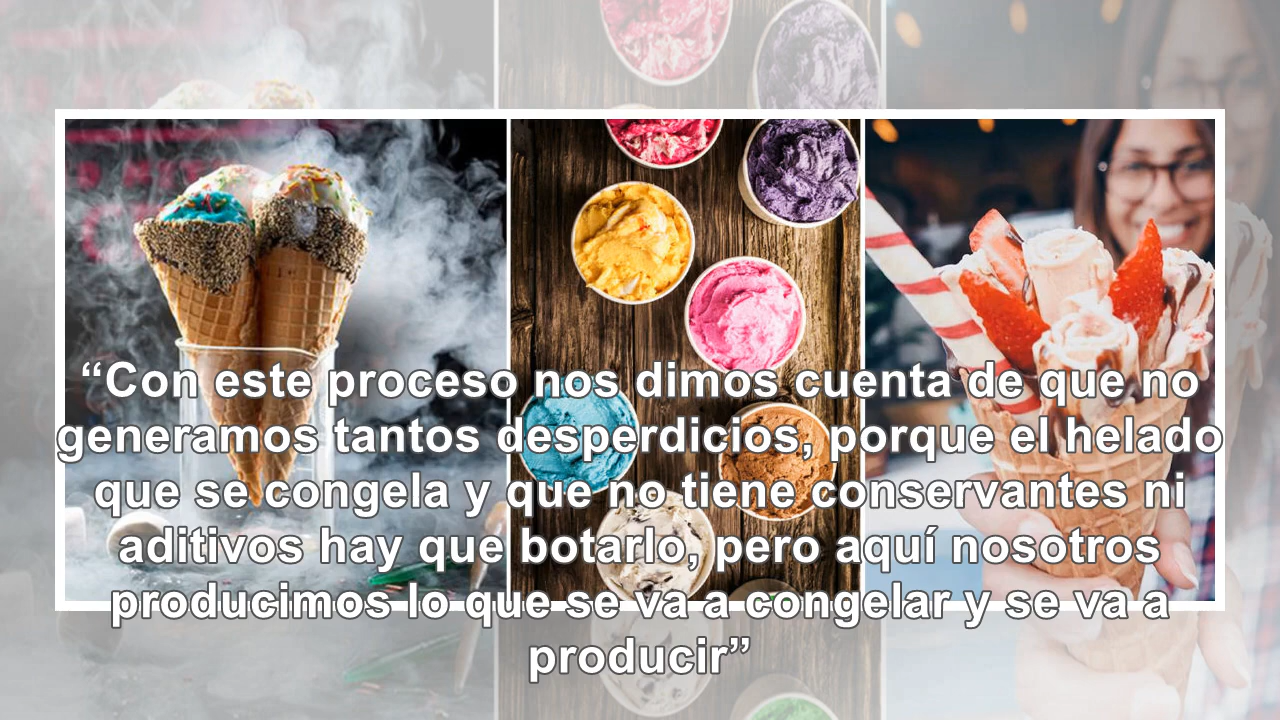 “Con este proceso nos dimos cuenta de que no
generamos tantos desperdicios, porque el helado
que se congela y que no tiene conservantes ni
aditivos hay que botarlo, pero aquí nosotros
producimos lo que se va a congelar y se va a
producir”